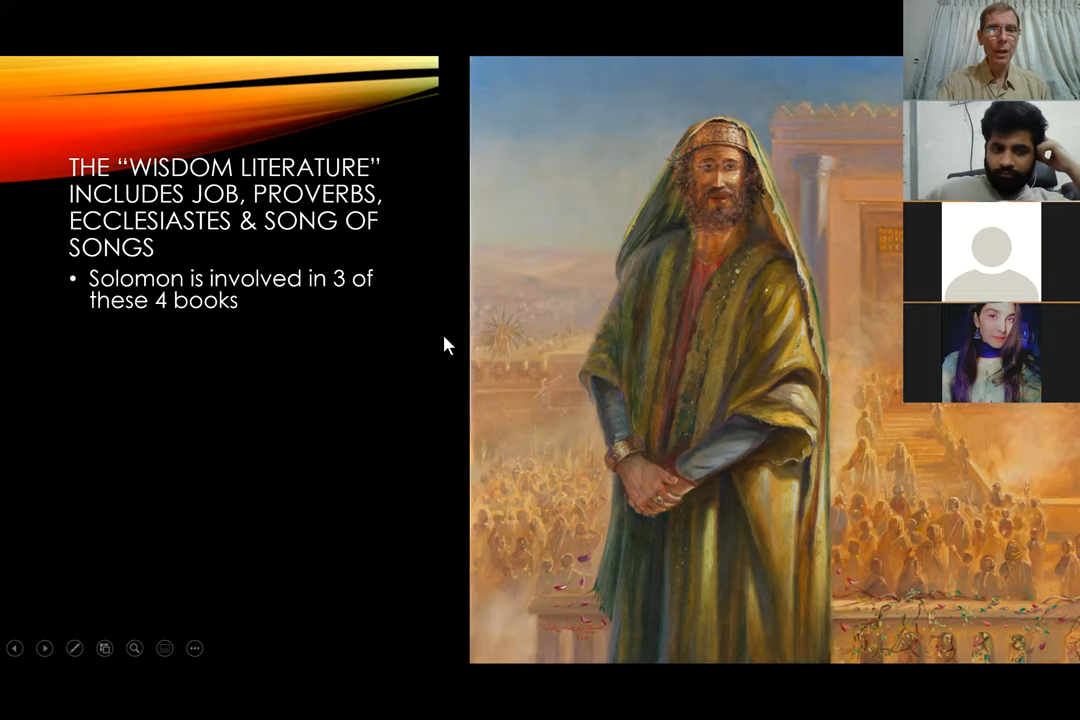 THE “WISDOM LITERATURE”
INCLUDES JOB, PROVERBS,
ECCLESIASTES & SONG OF
SONGS
• Solomon is involved in 3 of
these 4 books